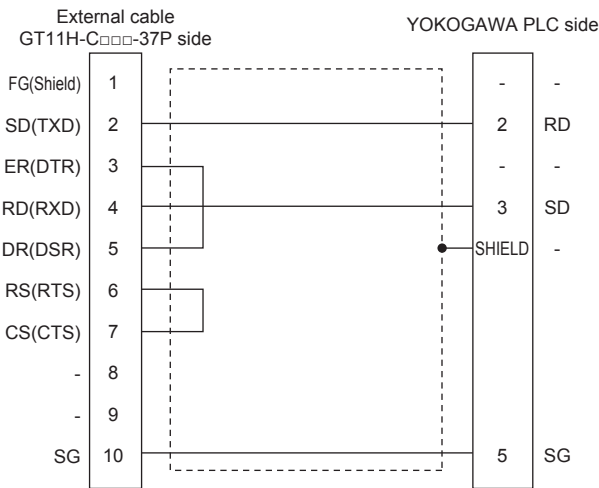 External cable
GT11H-C□□□-37P side
YOKOGAWA PLC side
FG(Shield) 1 - -
SD(TXD) 2 2 RD
ER(DTR) 3 - -
RD(RXD) 4 3 SD
DR(DSR) 5 SHIELD -
RS(RTS) 6
CS(CTS) 7
- 8
- 9
SG 10 5 SG